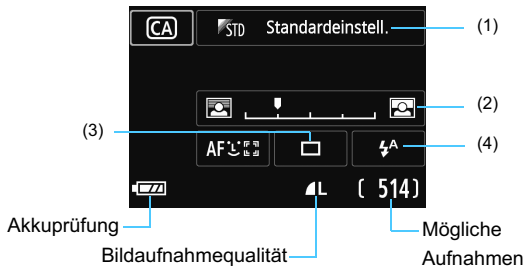 CA STD Standardeinstell. (1)
(2)
(3)
AF A (4)
L [ 514]
Akkuprüfung
Mögliche
Bildaufnahmequalität
Aufnahmen